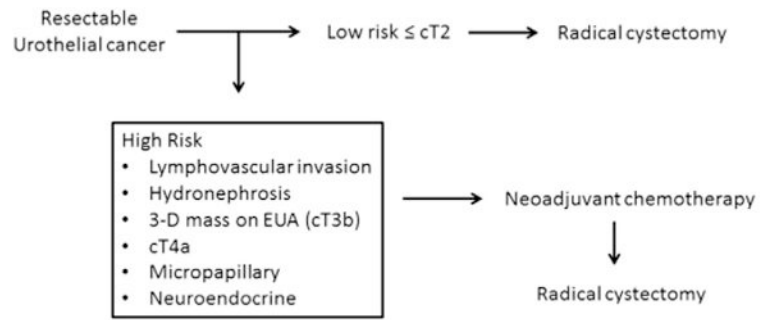 Resectable
Urothelial cancer
Low risk ≤ cT2
Radical cystectomy
High Risk
• Lymphovascular invasion
• Hydronephrosis
• 3-D mass on EUA (cT3b)
• cT4a
• Micropapillary
• Neuroendocrine
Neoadjuvant chemotherapy
Radical cystectomy